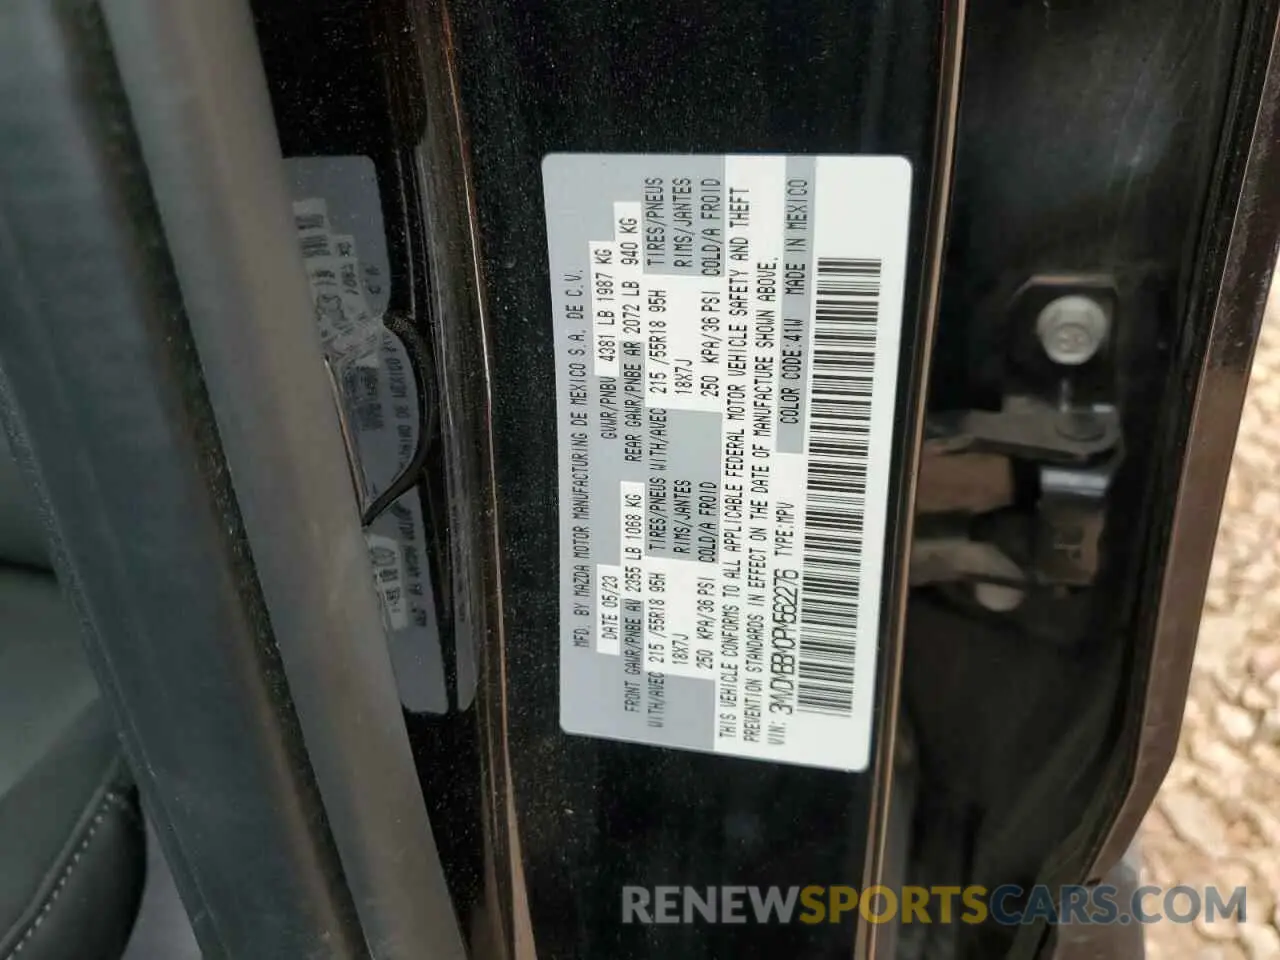 MFD. BY MAZDA MOTOR MANUFACTURING DE MEXICO S.A. DE C.V.
DATE 05/23 GVWR/PNBV 4381 LB 1987 KG
FRONT GAWR/PNBE AV 2355 LB 1068 KG REAR GAWR/PNBE AR 2072 LB 940 KG
WITH/AVEC 215 /55R18 95H TIRES/PNEUS WITH/AVEC 215 /55R18 95H TIRES/PNEUS
18X7J RIMS/JANTES 18X7J RIMS/JANTES
250 KPA/36 PSI COLD/A FROID 250 KPA/36 PSI COLD/A FROID
THIS VEHICLE CONFORMS TO ALL APPLICABLE FEDERAL MOTOR VEHICLE SAFETY AND THEFT
PREVENTION STANDARDS IN EFFECT ON THE DATE OF MANUFACTURE SHOWN ABOVE.
VIN: 3MVDMBBM0PM562276 TYPE:MPV COLOR CODE:41W MADE IN MEXICO
RENEWSPORTSCARS.COM